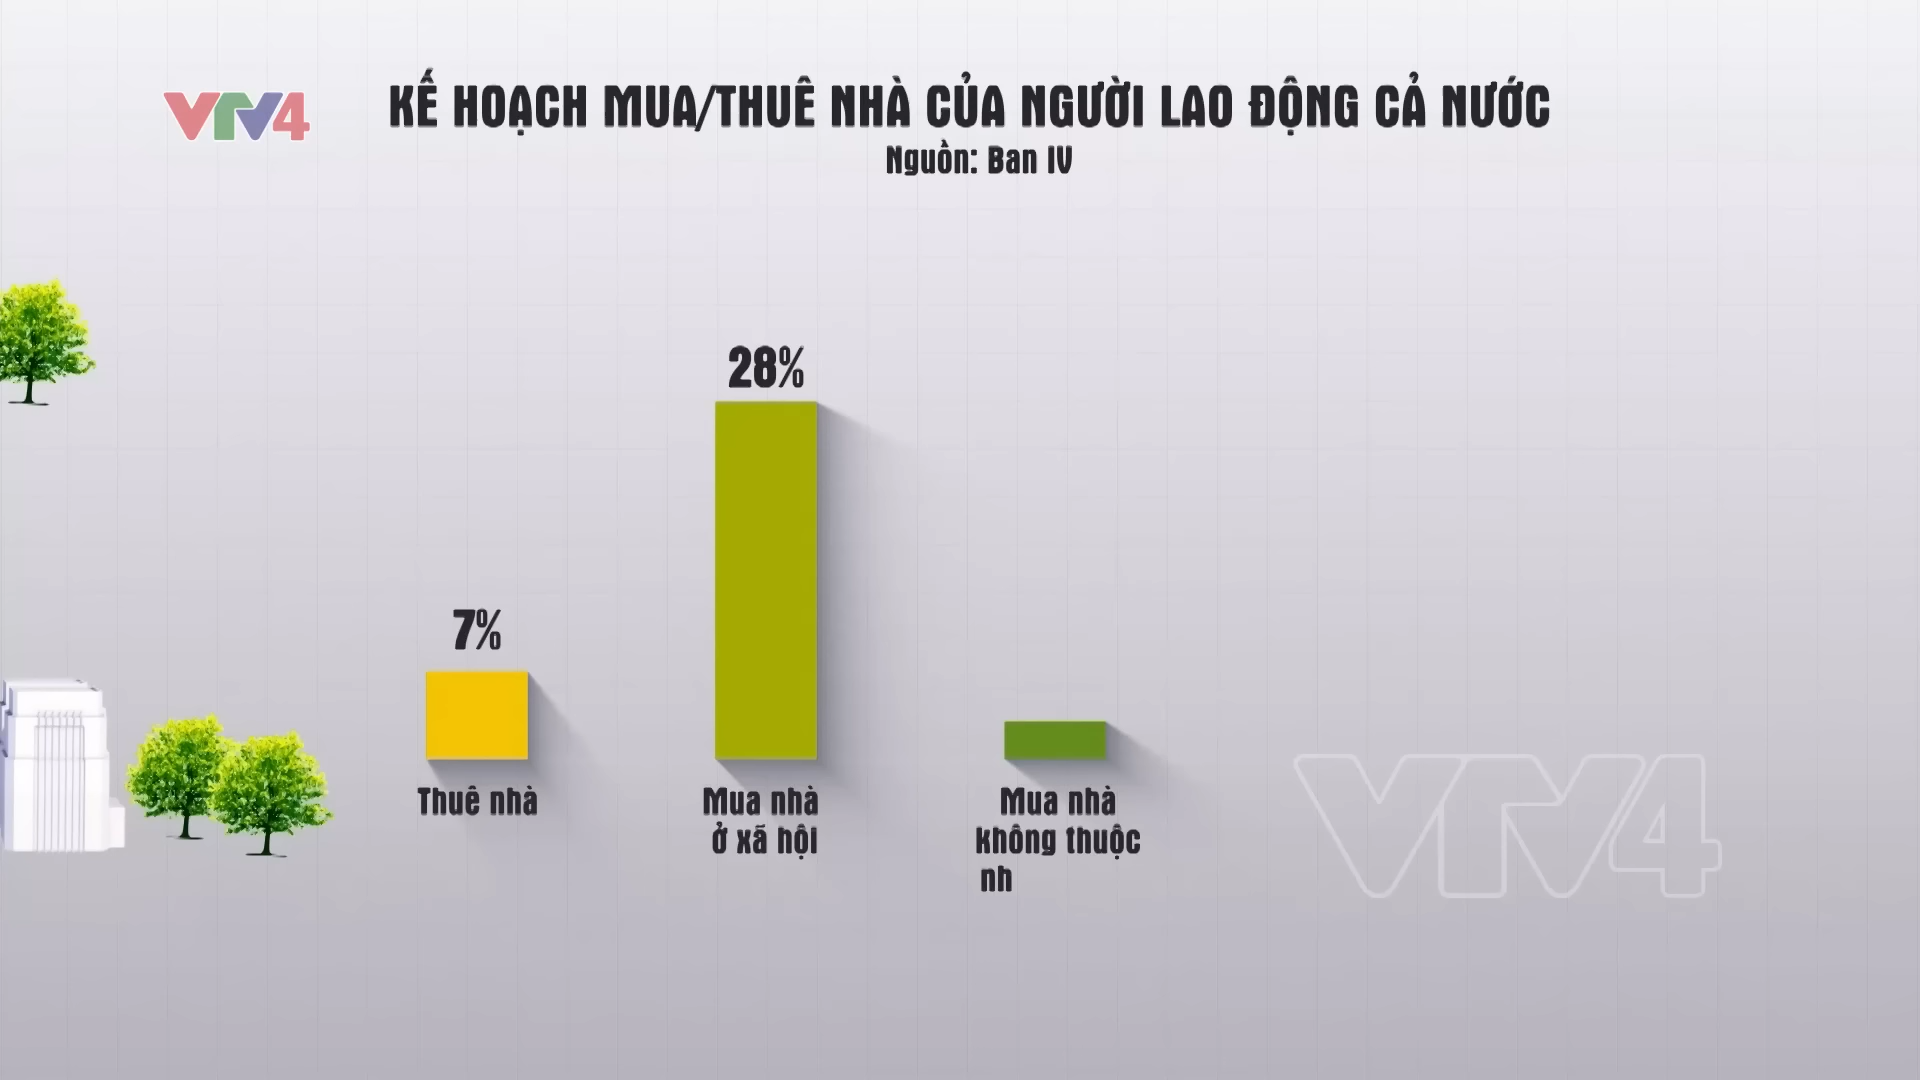 VTV4
KẾ HOẠCH MUA/THUÊ NHÀ CỦA NGƯỜI LAO ĐỘNG CẢ NƯỚC
Nguồn: Ban IV
28%
7%
Thuê nhà
Mua nhà
ở xã hội
Mua nhà
không thuộc
nh
VTV4